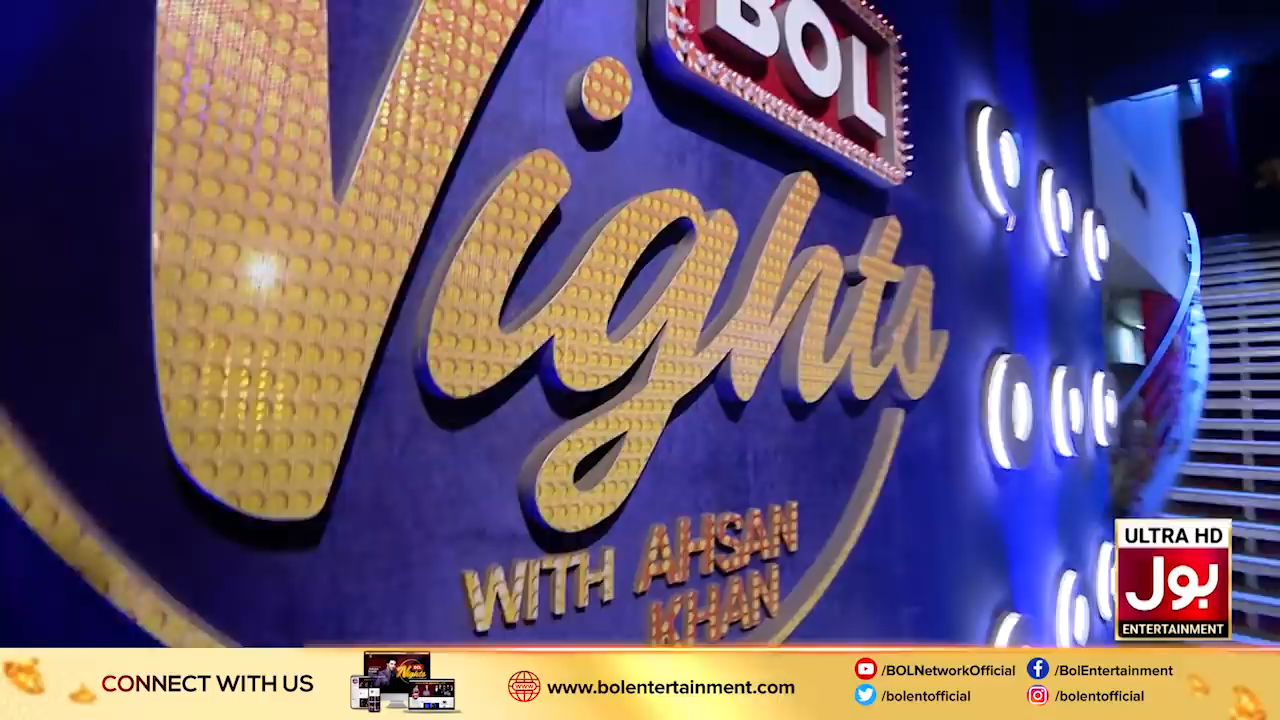 BOL
Nights
WITH AHSAN
KHAN
ULTRA HD
بول
ENTERTAINMENT
CONNECT WITH US
www.bolentertainment.com
/BOLNetworkOfficial
/BolEntertainment
/bolentofficial
/bolentofficial